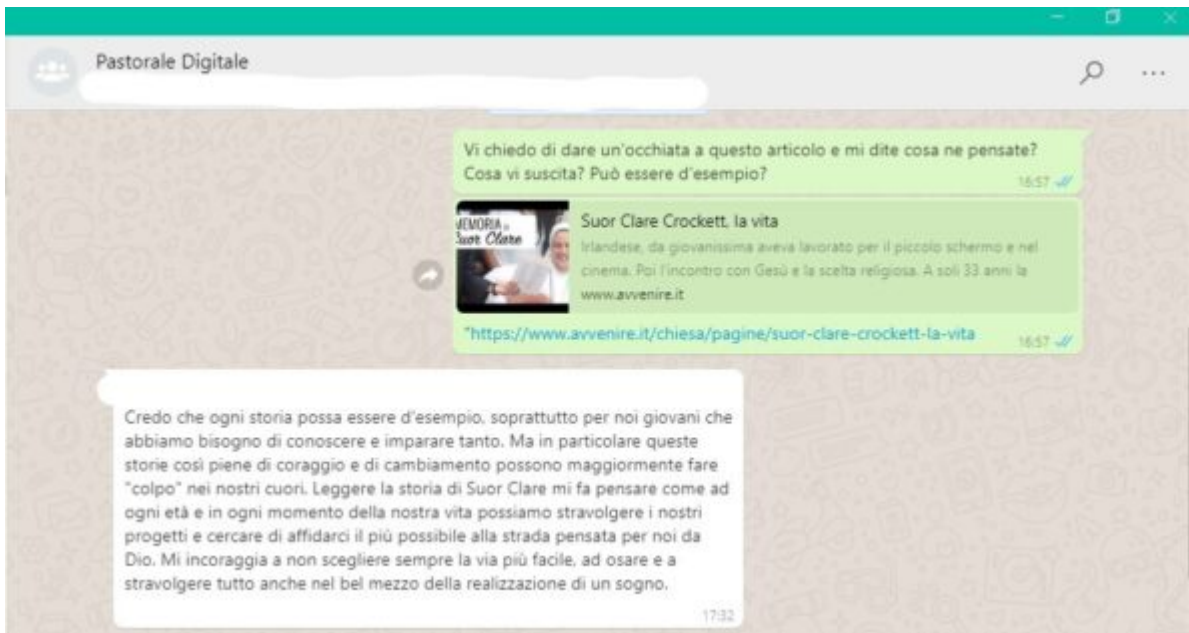 Pastorale Digitale
Vi chiedo di dare un'occhiata a questo articolo e mi dite cosa ne pensate?
Cosa vi suscita? Può essere d'esempio?
16:57
MEMORIA di
Suor Clare
Suor Clare Crockett, la vita
Irlandese, da giovanissima aveva lavorato per il piccolo schermo e nel
cinema. Poi l'incontro con Gesù e la scelta religiosa. A soli 33 anni la
www.avvenire.it
"https://www.avvenire.it/chiesa/pagine/suor-clare-crockett-la-vita
16:57
Credo che ogni storia possa essere d'esempio, soprattutto per noi giovani che
abbiamo bisogno di conoscere e imparare tanto. Ma in particolare queste
storie così piene di coraggio e di cambiamento possono maggiormente fare
"colpo" nei nostri cuori. Leggere la storia di Suor Clare mi fa pensare come ad
ogni età e in ogni momento della nostra vita possiamo stravolgere i nostri
progetti e cercare di affidarci il più possibile alla strada pensata per noi da
Dio. Mi incoraggia a non scegliere sempre la via più facile, ad osare e a
stravolgere tutto anche nel bel mezzo della realizzazione di un sogno.
17:32